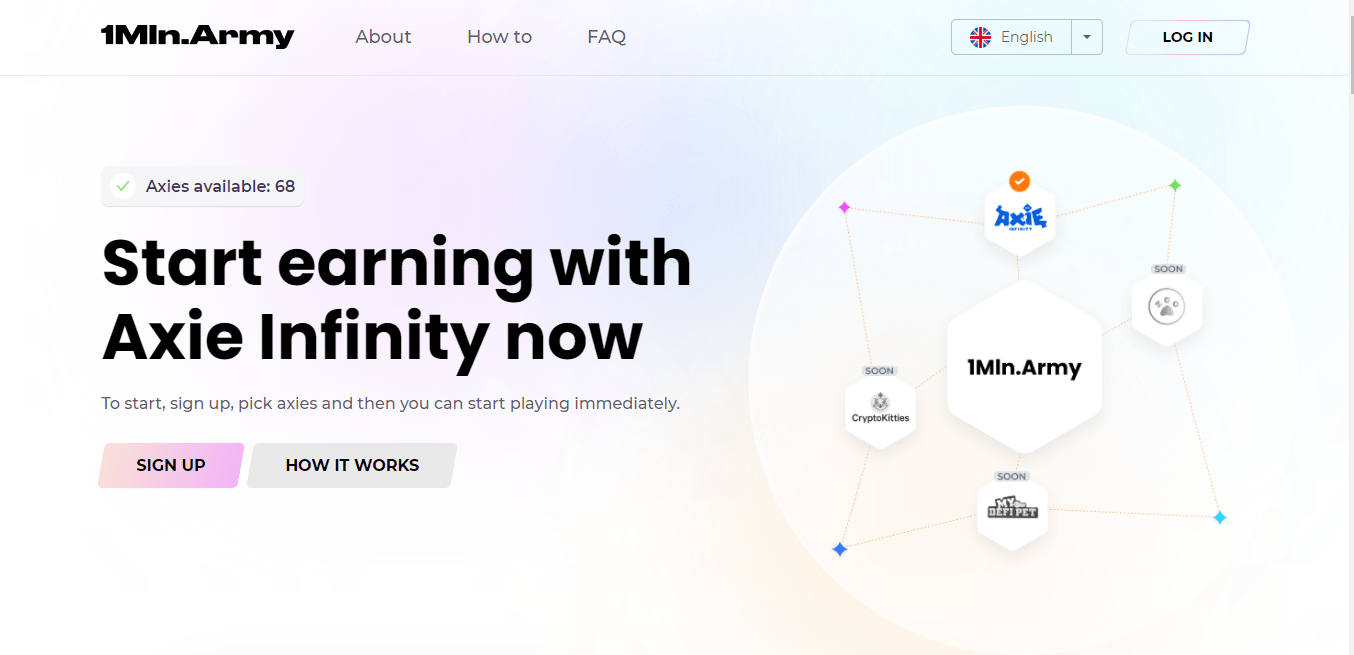 1Mln.Army
About
How to
FAQ
English
LOG IN
Axies available: 68
Start earning with
Axie Infinity now
To start, sign up, pick axies and then you can start playing immediately.
SIGN UP
HOW IT WORKS
AXIE
INFINITY
SOON
1Mln.Army
SOON
CryptoKitties
SOON
MY
DEFI PET